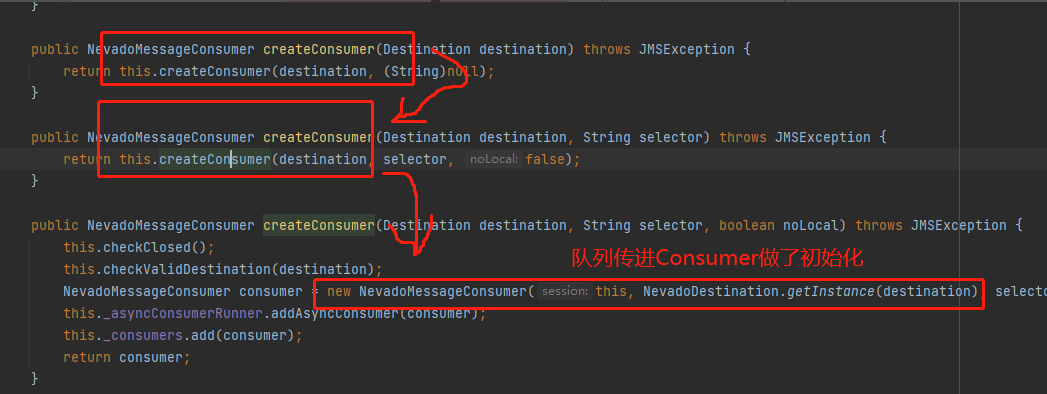 }
public NevadoMessageConsumer createConsumer(Destination destination) throws JMSException {
return this.createConsumer(destination, (String)null);
}
public NevadoMessageConsumer createConsumer(Destination destination, String selector) throws JMSException {
return this.createConsumer(destination, selector, noLocal: false);
}
public NevadoMessageConsumer createConsumer(Destination destination, String selector, boolean noLocal) throws JMSException {
this.checkClosed();
this.checkValidDestination(destination);
队列传进Consumer做了初始化
NevadoMessageConsumer consumer = new NevadoMessageConsumer( session: this, NevadoDestination.getInstance(destination), selecto
this._asyncConsumerRunner.addAsyncConsumer(consumer);
this._consumers.add(consumer);
return consumer;
}